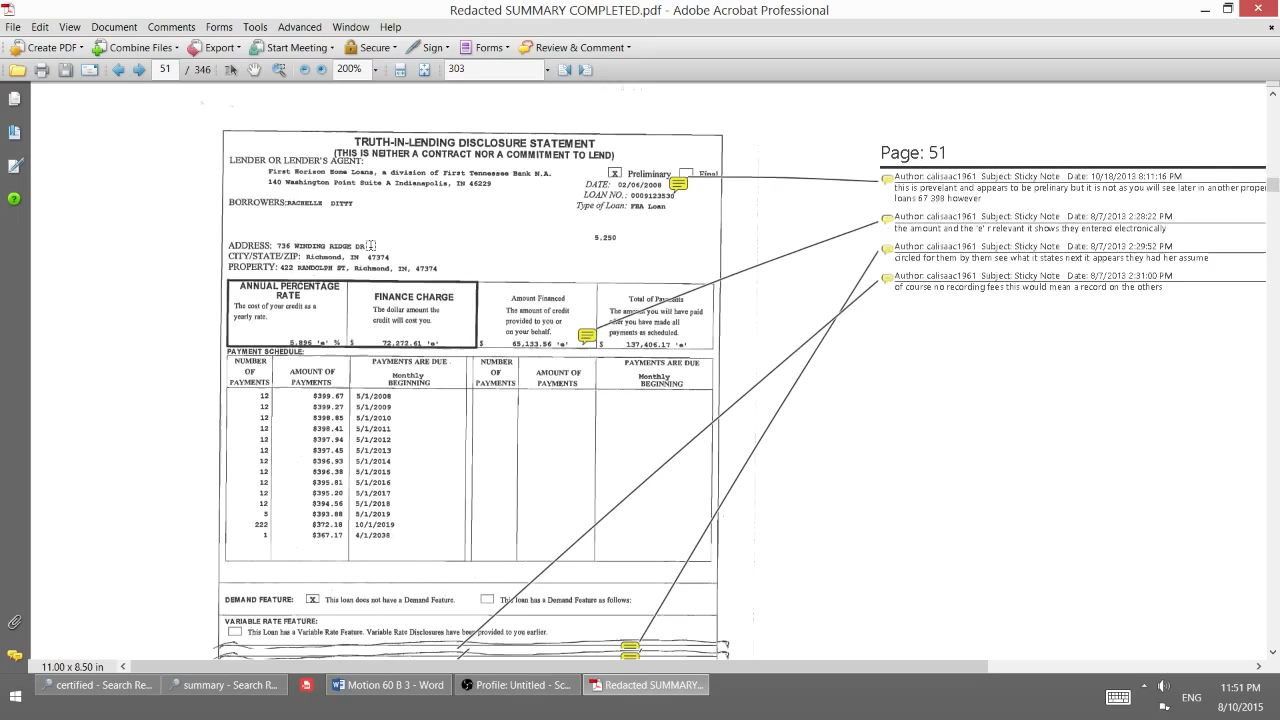 Redacted SUMMARY COMPLETED.pdf - Adobe Acrobat Professional
File Edit View Document Comments Forms Tools Advanced Window Help
Create PDF Combine Files Export Start Meeting Secure Sign Forms Review & Comment
51 / 346 200% 303
TRUTH-IN-LENDING DISCLOSURE STATEMENT
(THIS IS NEITHER A CONTRACT NOR A COMMITMENT TO LEND)
LENDER OR LENDER'S AGENT:
First Horizon Home Loans, a division of First Tennessee Bank N.A.
140 Washington Point Suite A Indianapolis, IN 46229
X Preliminary Final
DATE: 02/06/2008
LOAN NO.: 0009123530
Type of Loan: FHA Loan
BORROWERS: RACHELLE DITTY
5,250
ADDRESS: 736 WINDING RIDGE DR
CITY/STATE/ZIP: Richmond, IN 47374
PROPERTY: 422 RANDOLPH ST, Richmond, IN, 47374
ANNUAL PERCENTAGE RATE
The cost of your credit as a yearly rate.
5.896 'e' %
FINANCE CHARGE
The dollar amount the credit will cost you.
$ 72,272.61 'e'
Amount Financed
The amount of credit provided to you or on your behalf.
$ 65,133.56 'e'
Total of Payments
The amount you will have paid after you have made all payments as scheduled.
$ 137,406.17 'e'
PAYMENT SCHEDULE:
NUMBER OF PAYMENTS AMOUNT OF PAYMENTS PAYMENTS ARE DUE Monthly BEGINNING NUMBER OF PAYMENTS AMOUNT OF PAYMENTS PAYMENTS ARE DUE Monthly BEGINNING
12 $399.67 5/1/2008
12 $399.27 5/1/2009
12 $398.85 5/1/2010
12 $398.41 5/1/2011
12 $397.94 5/1/2012
12 $397.45 5/1/2013
12 $396.93 5/1/2014
12 $396.38 5/1/2015
12 $395.81 5/1/2016
12 $395.20 5/1/2017
12 $394.56 5/1/2018
5 $393.88 5/1/2019
222 $372.18 10/1/2019
1 $367.17 4/1/2038
DEMAND FEATURE: X This loan does not have a Demand Feature. This loan has a Demand Feature as follows:
VARIABLE RATE FEATURE:
This Loan has a Variable Rate Feature. Variable Rate Disclosures have been provided to you earlier.
Page: 51
Author: calisaac1961 Subject: Sticky Note Date: 10/18/2013 8:11:16 PM
this is prevelant and appears to be prelinary but it is not as you will see later in another proper
loans 67 398 however
Author: calisaac1961 Subject: Sticky Note Date: 8/7/2013 2:28:22 PM
the amount and the 'e' r relevant it shows they entered electronically
Author: calisaac1961 Subject: Sticky Note Date: 8/7/2013 2:29:52 PM
circled for them by them see what it states next it appears they had her assume
Author: calisaac1961 Subject: Sticky Note Date: 8/7/2013 2:31:00 PM
of course no recording fees this would mean a record on the others
11.00 x 8.50 in
certified - Search Re... summary - Search R... Motion 60 B 3 - Word Profile: Untitled - Sc... Redacted SUMMARY...
ENG
11:51 PM
8/10/2015